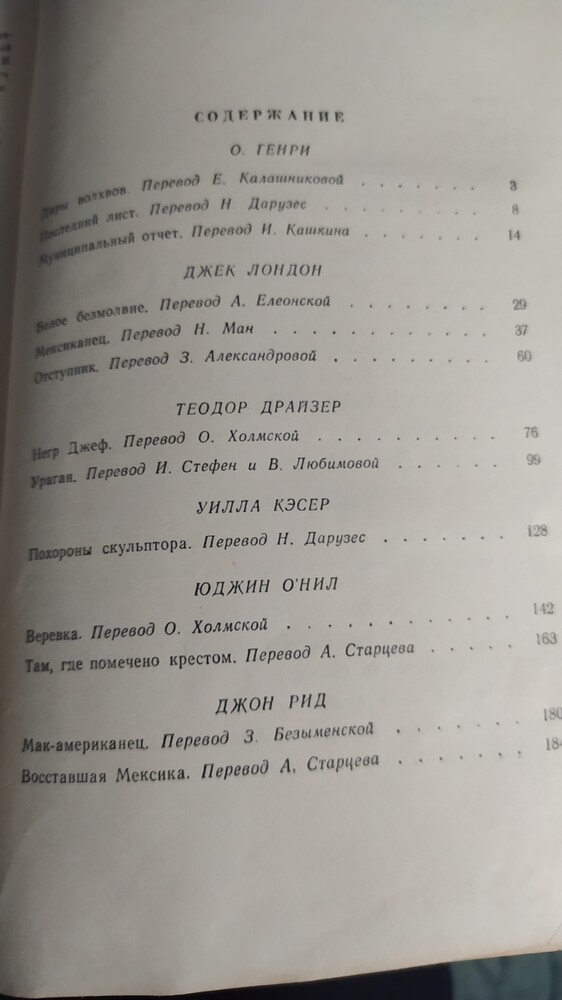 СОДЕРЖАНИЕ
О. ГЕНРИ
Дары волхвов. Перевод Е. Калашниковой . . . . . . . 3
Последний лист. Перевод Н. Дарузес . . . . . . . . 8
Муниципальный отчет. Перевод И. Кашкина . . . . . . . 14
ДЖЕК ЛОНДОН
Белое безмолвие. Перевод А. Елеонской . . . . . . . . 29
Мексиканец. Перевод Н. Ман . . . . . . . . . . . 37
Отступник. Перевод З. Александровой . . . . . . . . 60
ТЕОДОР ДРАЙЗЕР
Негр Джеф. Перевод О. Холмской . . . . . . . . . . 76
Ураган. Перевод И. Стефен и В. Любимовой . . . . . . 99
УИЛЛА КЭСЕР
Похороны скульптора. Перевод Н. Дарузес . . . . . . . 128
ЮДЖИН О'НИЛ
Веревка. Перевод О. Холмской . . . . . . . . . . . 142
Там, где помечено крестом. Перевод А. Старцева . . . . . 163
ДЖОН РИД
Мак-американец. Перевод З. Безыменской . . . . . . . 180
Восставшая Мексика. Перевод А. Старцева . . . . . . . 184